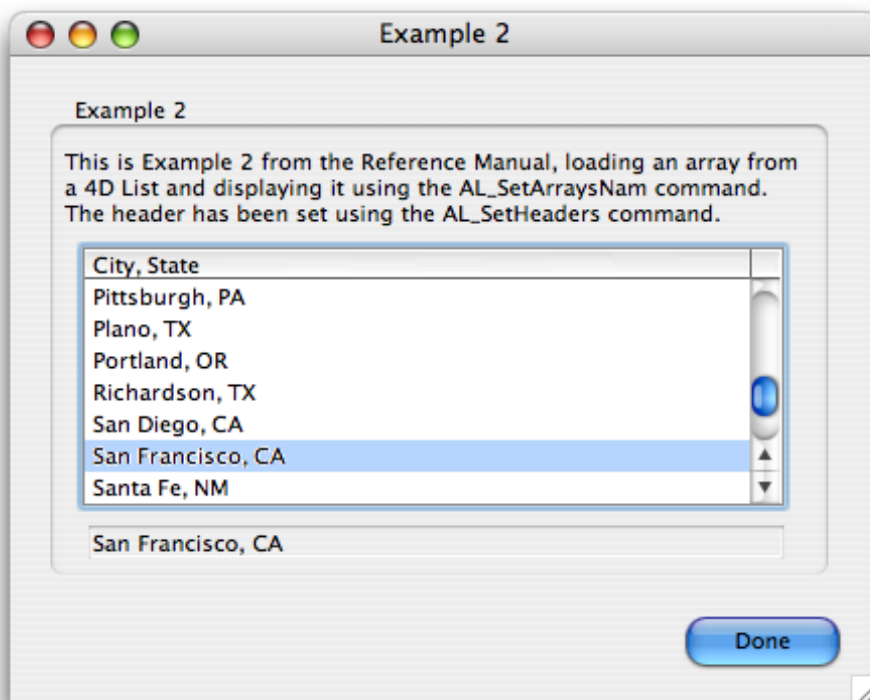 Example 2
Example 2
This is Example 2 from the Reference Manual, loading an array from
a 4D List and displaying it using the AL_SetArraysNam command.
The header has been set using the AL_SetHeaders command.
City, State
Pittsburgh, PA
Plano, TX
Portland, OR
Richardson, TX
San Diego, CA
San Francisco, CA
Santa Fe, NM
San Francisco, CA
Done